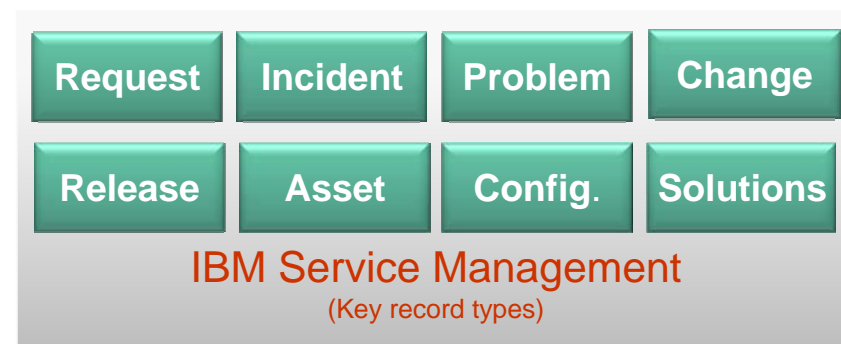 Request Incident Problem Change
Release Asset Config. Solutions
IBM Service Management
(Key record types)